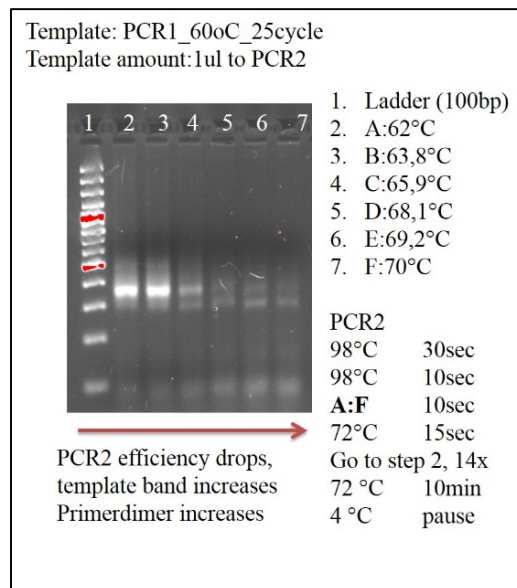 Template: PCR1_60oC_25cycle
Template amount:1ul to PCR2
1 2 3 4 5 6 7
1. Ladder (100bp)
2. A:62°C
3. B:63,8°C
4. C:65,9°C
5. D:68,1°C
6. E:69,2°C
7. F:70°C
PCR2
98°C 30sec
98°C 10sec
A:F 10sec
72°C 15sec
Go to step 2, 14x
72 °C 10min
4 °C pause
PCR2 efficiency drops,
template band increases
Primerdimer increases